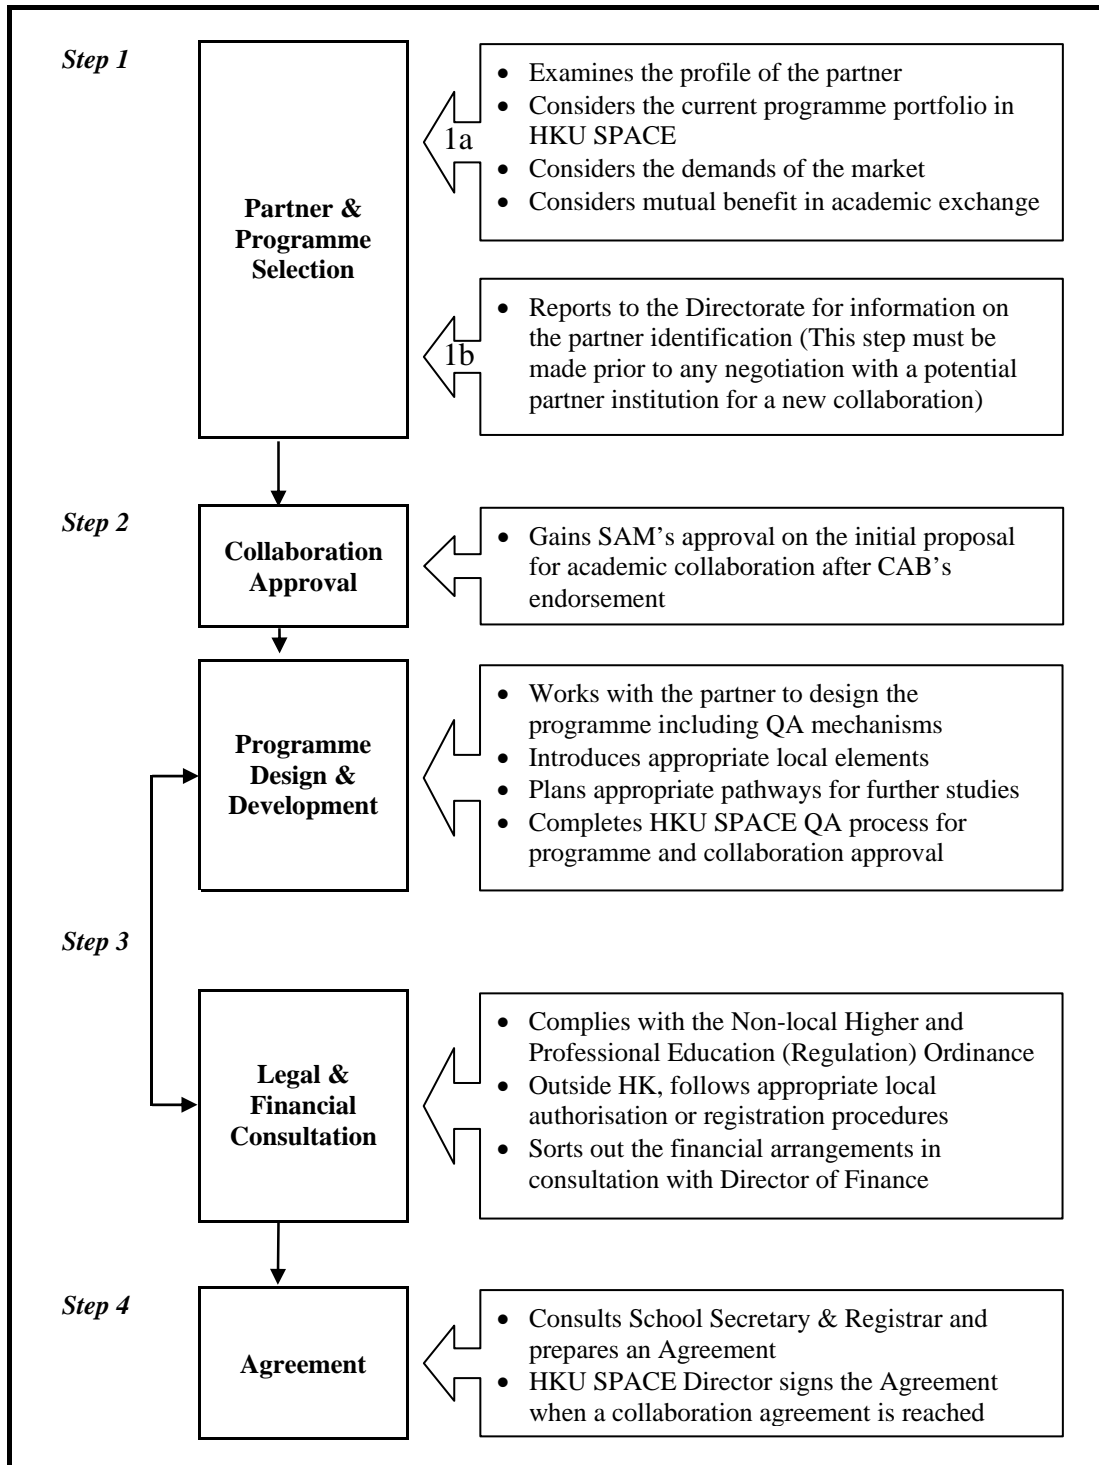 Step 1
• Examines the profile of the partner
• Considers the current programme portfolio in
HKU SPACE
• Considers the demands of the market
• Considers mutual benefit in academic exchange
1a
Partner &
Programme
Selection
• Reports to the Directorate for information on
the partner identification (This step must be
made prior to any negotiation with a potential
partner institution for a new collaboration)
1b
Step 2
Collaboration
Approval
• Gains SAM’s approval on the initial proposal
for academic collaboration after CAB’s
endorsement
Programme
Design &
Development
• Works with the partner to design the
programme including QA mechanisms
• Introduces appropriate local elements
• Plans appropriate pathways for further studies
• Completes HKU SPACE QA process for
programme and collaboration approval
Step 3
Legal &
Financial
Consultation
• Complies with the Non-local Higher and
Professional Education (Regulation) Ordinance
• Outside HK, follows appropriate local
authorisation or registration procedures
• Sorts out the financial arrangements in
consultation with Director of Finance
Step 4
Agreement
• Consults School Secretary & Registrar and
prepares an Agreement
• HKU SPACE Director signs the Agreement
when a collaboration agreement is reached